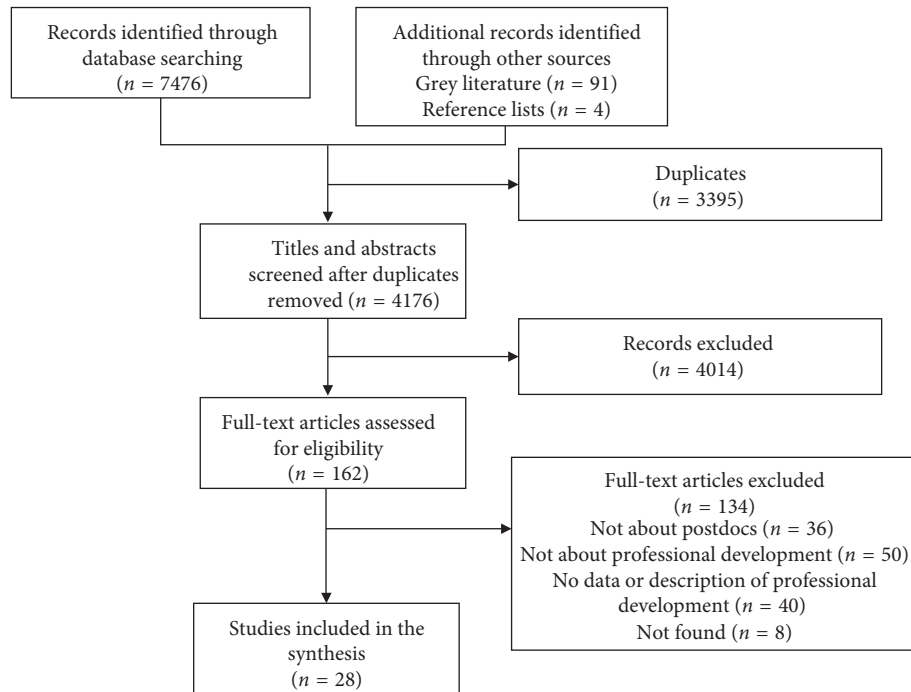 Records identified through
database searching
(n = 7476)
Additional records identified
through other sources
Grey literature (n = 91)
Reference lists (n = 4)
Duplicates
(n = 3395)
Titles and abstracts
screened after duplicates
removed (n = 4176)
Records excluded
(n = 4014)
Full-text articles assessed
for eligibility
(n = 162)
Full-text articles excluded
(n = 134)
Not about postdocs (n = 36)
Not about professional development (n = 50)
No data or description of professional
development (n = 40)
Not found (n = 8)
Studies included in the
synthesis
(n = 28)